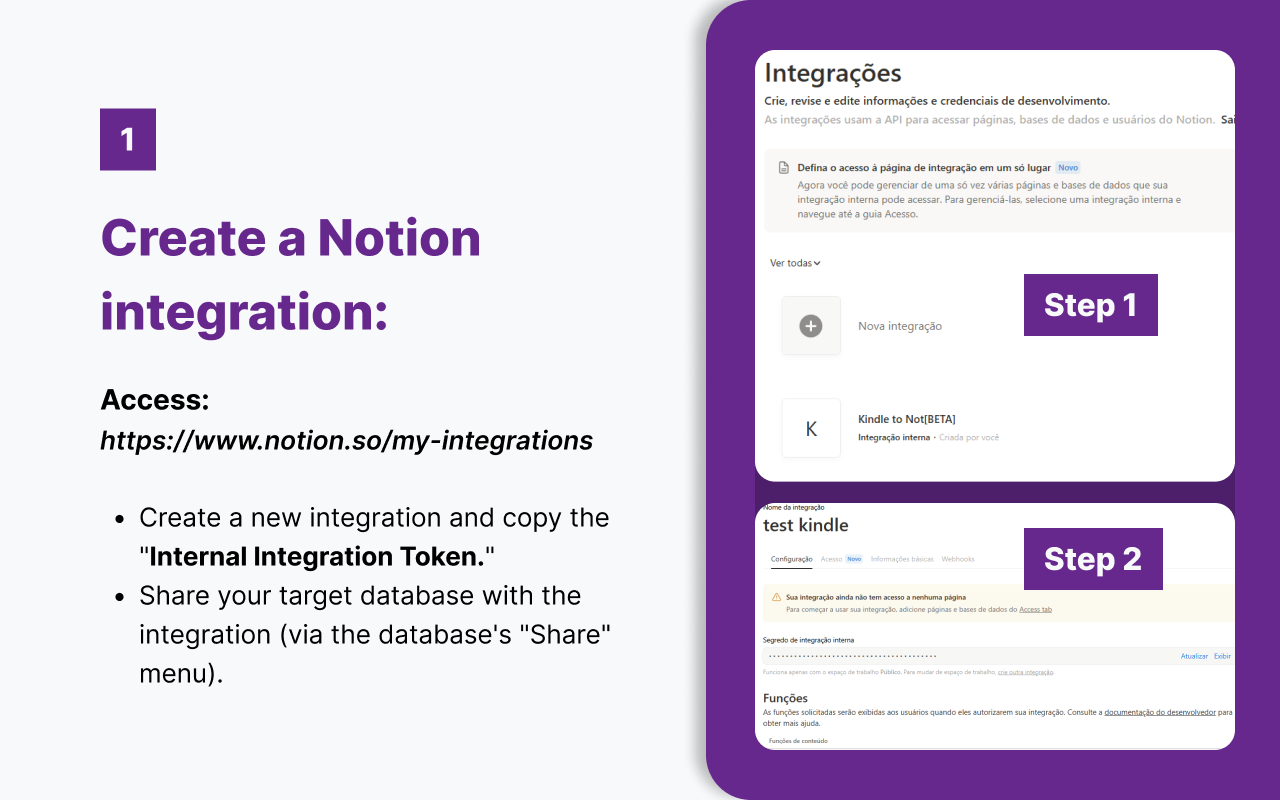 1
Create a Notion
integration:
Access:
https://www.notion.so/my-integrations
• Create a new integration and copy the
"Internal Integration Token."
• Share your target database with the
integration (via the database's "Share"
menu).
Integrações
Crie, revise e edite informações e credenciais de desenvolvimento.
As integrações usam a API para acessar páginas, bases de dados e usuários do Notion. Sai
Defina o acesso à página de integração em um só lugar Novo
Agora você pode gerenciar de uma só vez várias páginas e bases de dados que sua
integração interna pode acessar. Para gerenciá-las, selecione uma integração interna e
navegue até a guia Acesso.
Ver todas
Step 1
Nova integração
K
Kindle to Not[BETA]
Integração interna • Criada por você
Nome da integração
test kindle
Step 2
Configuração Acesso Novo Informações básicas Webhooks
Sua integração ainda não tem acesso a nenhuma página
Para começar a usar sua integração, adicione páginas e bases de dados do Access tab
Segredo de integração interna
Atualizar Exibir
Funciona apenas com o espaço de trabalho Público. Para mudar de espaço de trabalho, crie outra integração.
Funções
As funções solicitadas serão exibidas aos usuários quando eles autorizarem sua integração. Consulte a documentação do desenvolvedor para
obter mais ajuda.
Funções de conteúdo